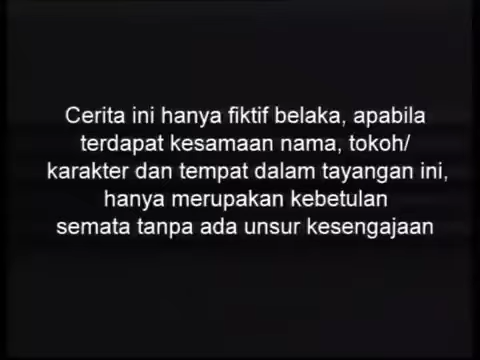 Cerita ini hanya fiktif belaka, apabila
terdapat kesamaan nama, tokoh/
karakter dan tempat dalam tayangan ini,
hanya merupakan kebetulan
semata tanpa ada unsur kesengajaan